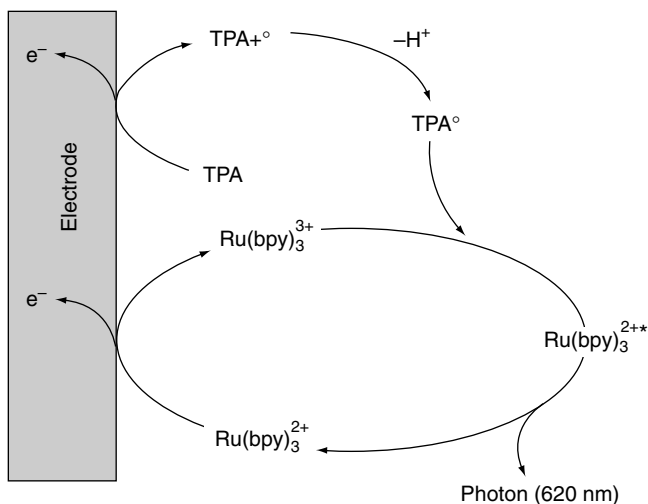 TPA+°
–H⁺
e⁻
TPA°
Electrode
TPA
Ru(bpy)₃³⁺
e⁻
Ru(bpy)₃²⁺*
Ru(bpy)₃²⁺
Photon (620 nm)